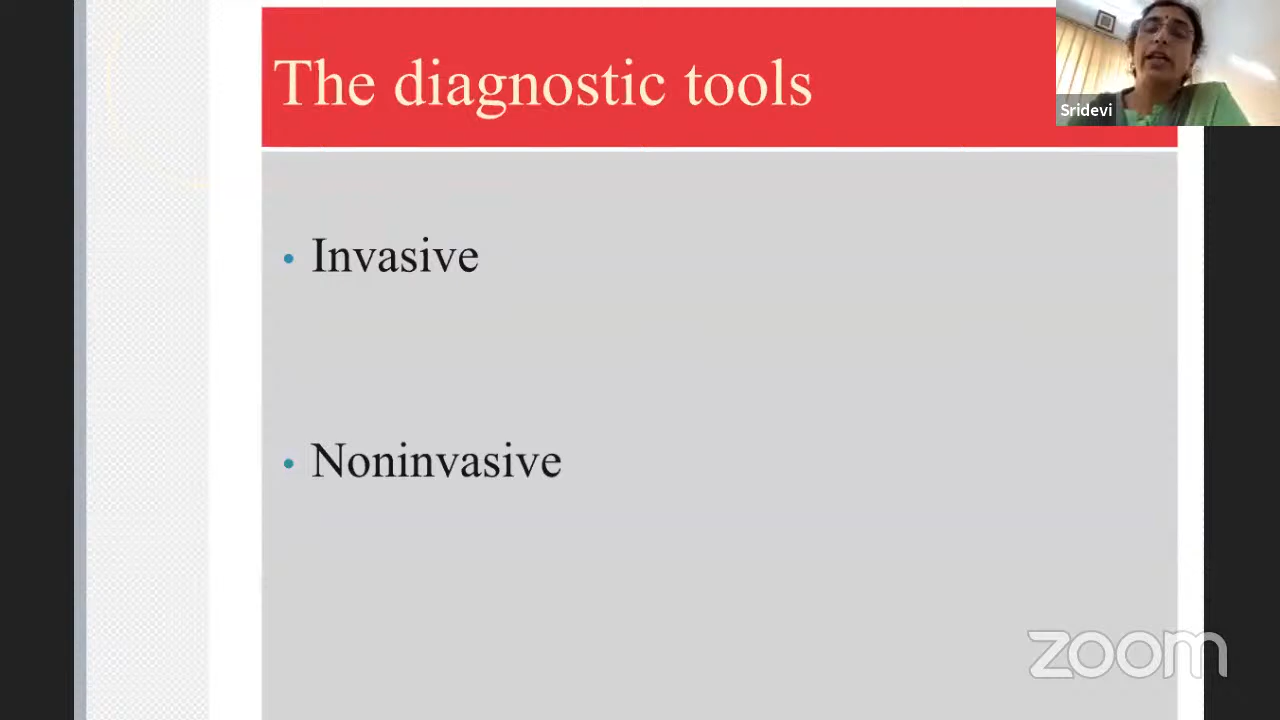 The diagnostic tools
Sridevi
• Invasive
• Noninvasive
zoom